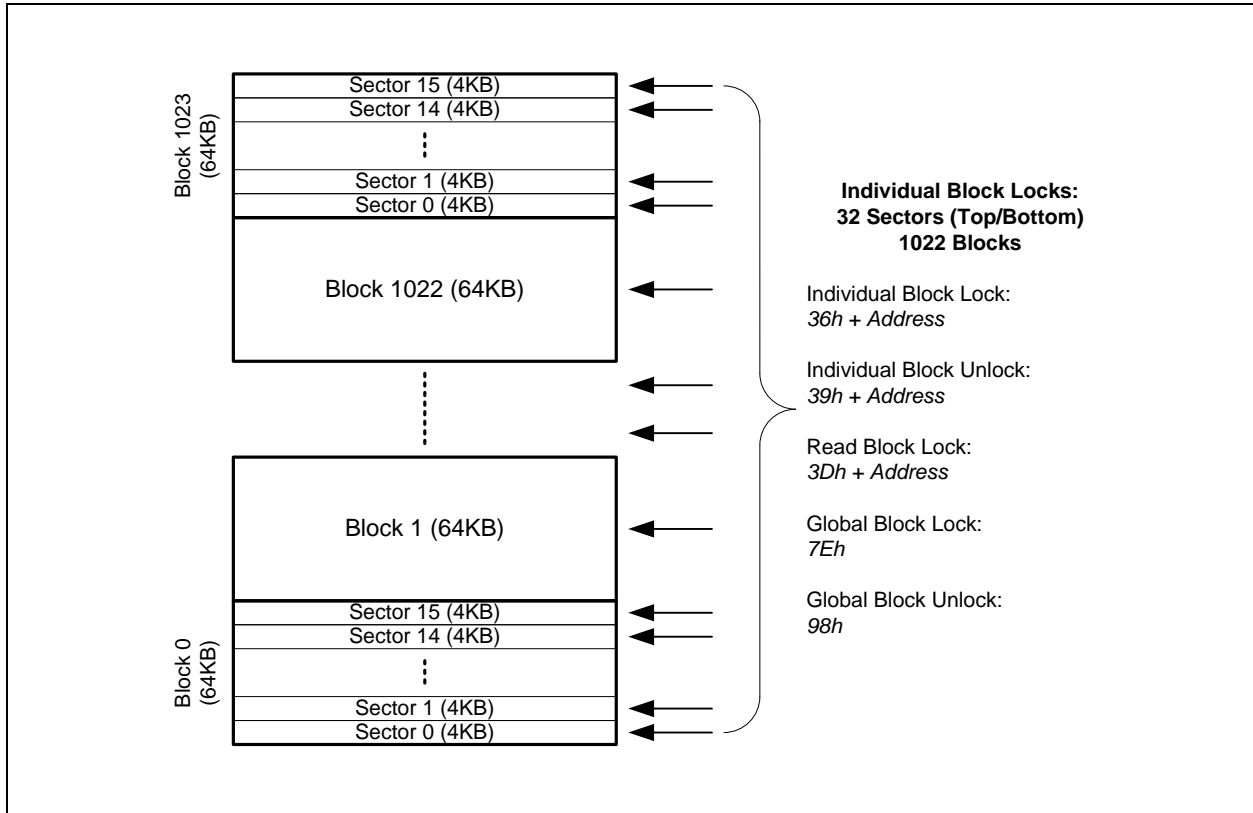 Block 1023
(64KB)
Sector 15 (4KB)
Sector 14 (4KB)
Sector 1 (4KB)
Sector 0 (4KB)
Block 1022 (64KB)
Block 1 (64KB)
Block 0
(64KB)
Sector 15 (4KB)
Sector 14 (4KB)
Sector 1 (4KB)
Sector 0 (4KB)
Individual Block Locks:
32 Sectors (Top/Bottom)
1022 Blocks
Individual Block Lock:
36h + Address
Individual Block Unlock:
39h + Address
Read Block Lock:
3Dh + Address
Global Block Lock:
7Eh
Global Block Unlock:
98h